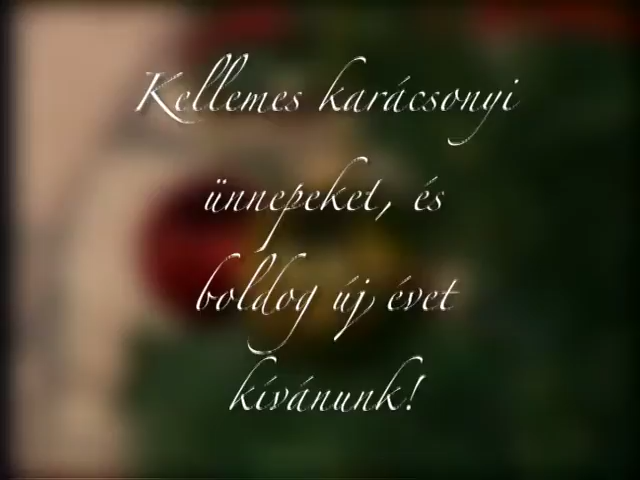 Kellemes karácsonyi
ünnepeket, és
boldog új évet
kívánunk!